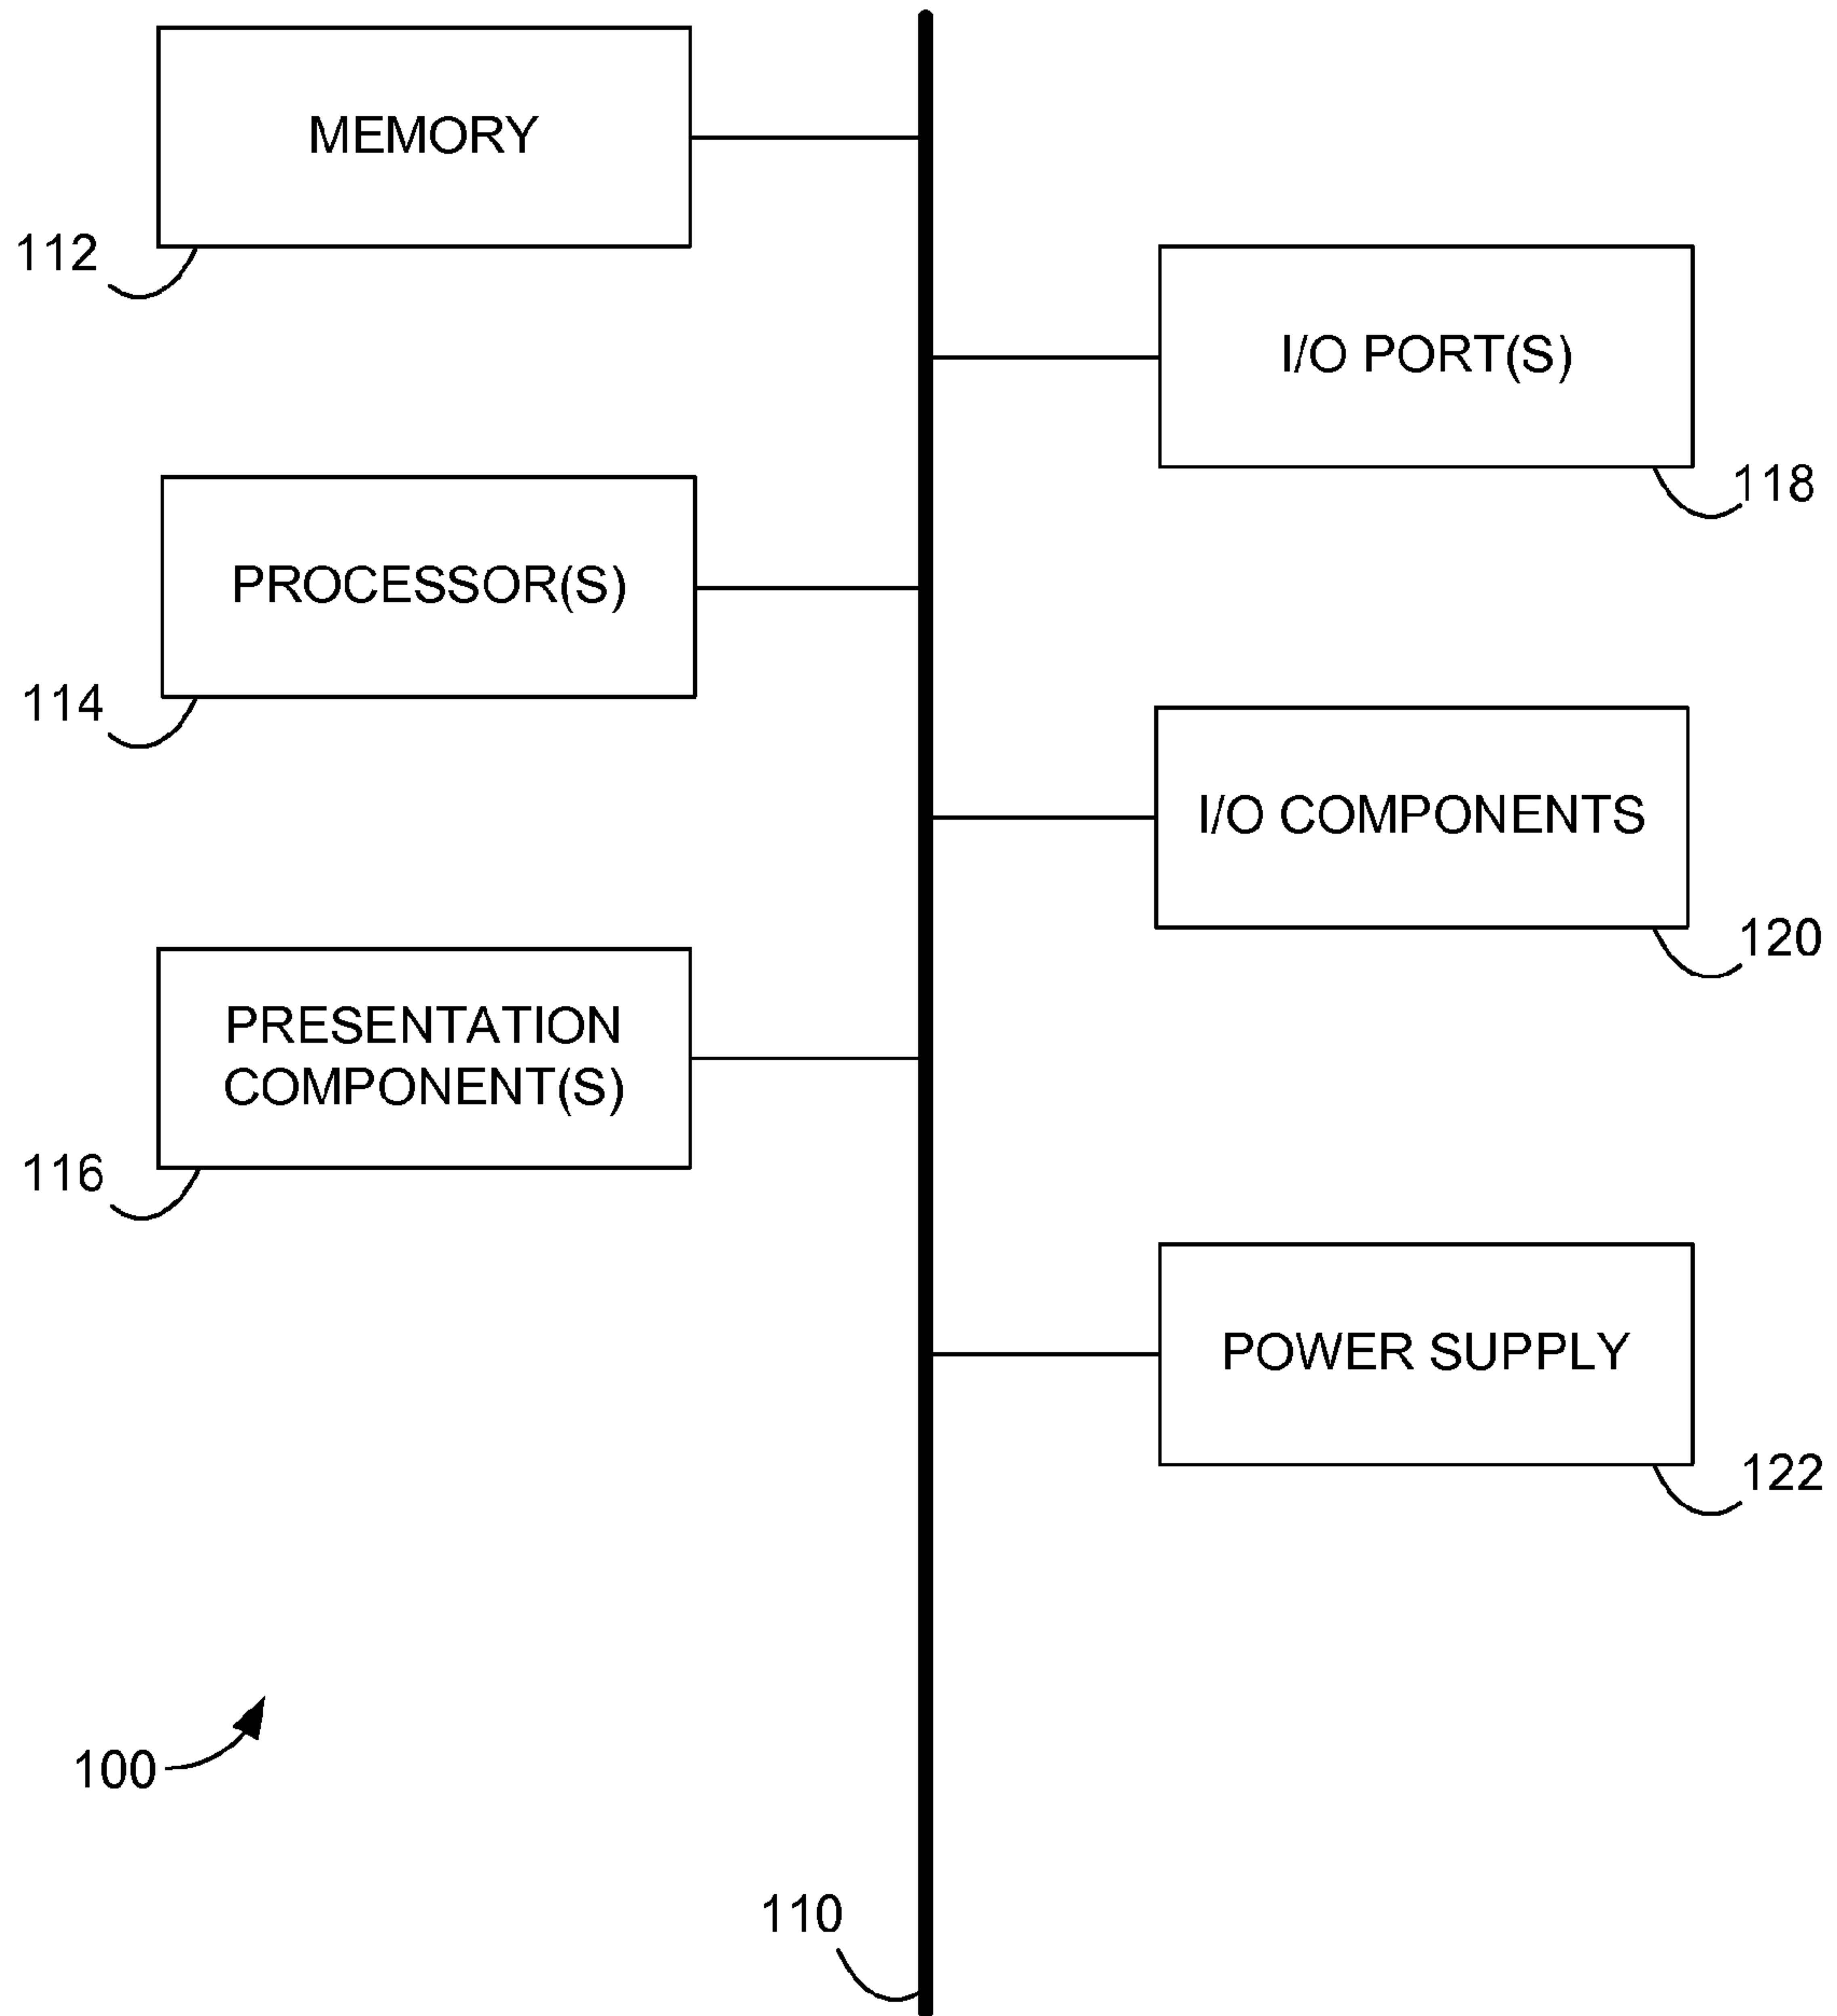 MEMORY
112
I/O PORT(S)
118
PROCESSOR(S)
114
I/O COMPONENTS
120
PRESENTATION
COMPONENT(S)
116
POWER SUPPLY
122
100
110